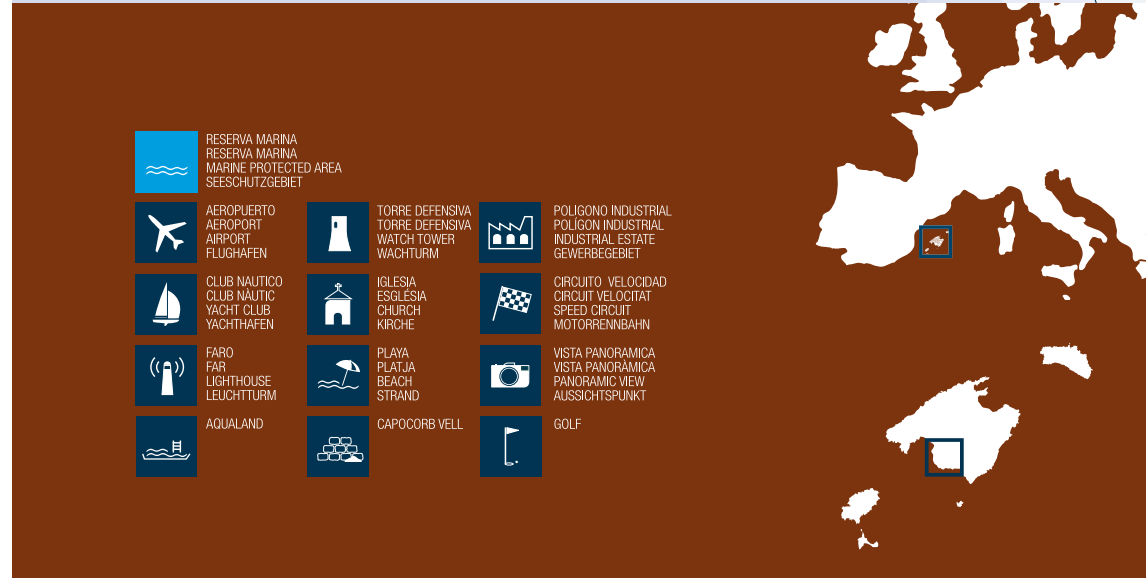 RESERVA MARINA
RESERVA MARINA
MARINE PROTECTED AREA
SEESCHUTZGEBIET
AEROPUERTO
AEROPORT
AIRPORT
FLUGHAFEN
TORRE DEFENSIVA
TORRE DEFENSIVA
WATCH TOWER
WACHTURM
POLIGONO INDUSTRIAL
POLÍGON INDUSTRIAL
INDUSTRIAL ESTATE
GEWERBEGEBIET
CLUB NAUTICO
CLUB NÀUTIC
YACHT CLUB
YACHTHAFEN
IGLESIA
ESGLÉSIA
CHURCH
KIRCHE
CIRCUITO VELOCIDAD
CIRCUIT VELOCITAT
SPEED CIRCUIT
MOTORRENNBAHN
FARO
FAR
LIGHTHOUSE
LEUCHTTURM
PLAYA
PLATJA
BEACH
STRAND
VISTA PANORAMICA
VISTA PANORÀMICA
PANORAMIC VIEW
AUSSICHTSPUNKT
AQUALAND
CAPOCORB VELL
GOLF